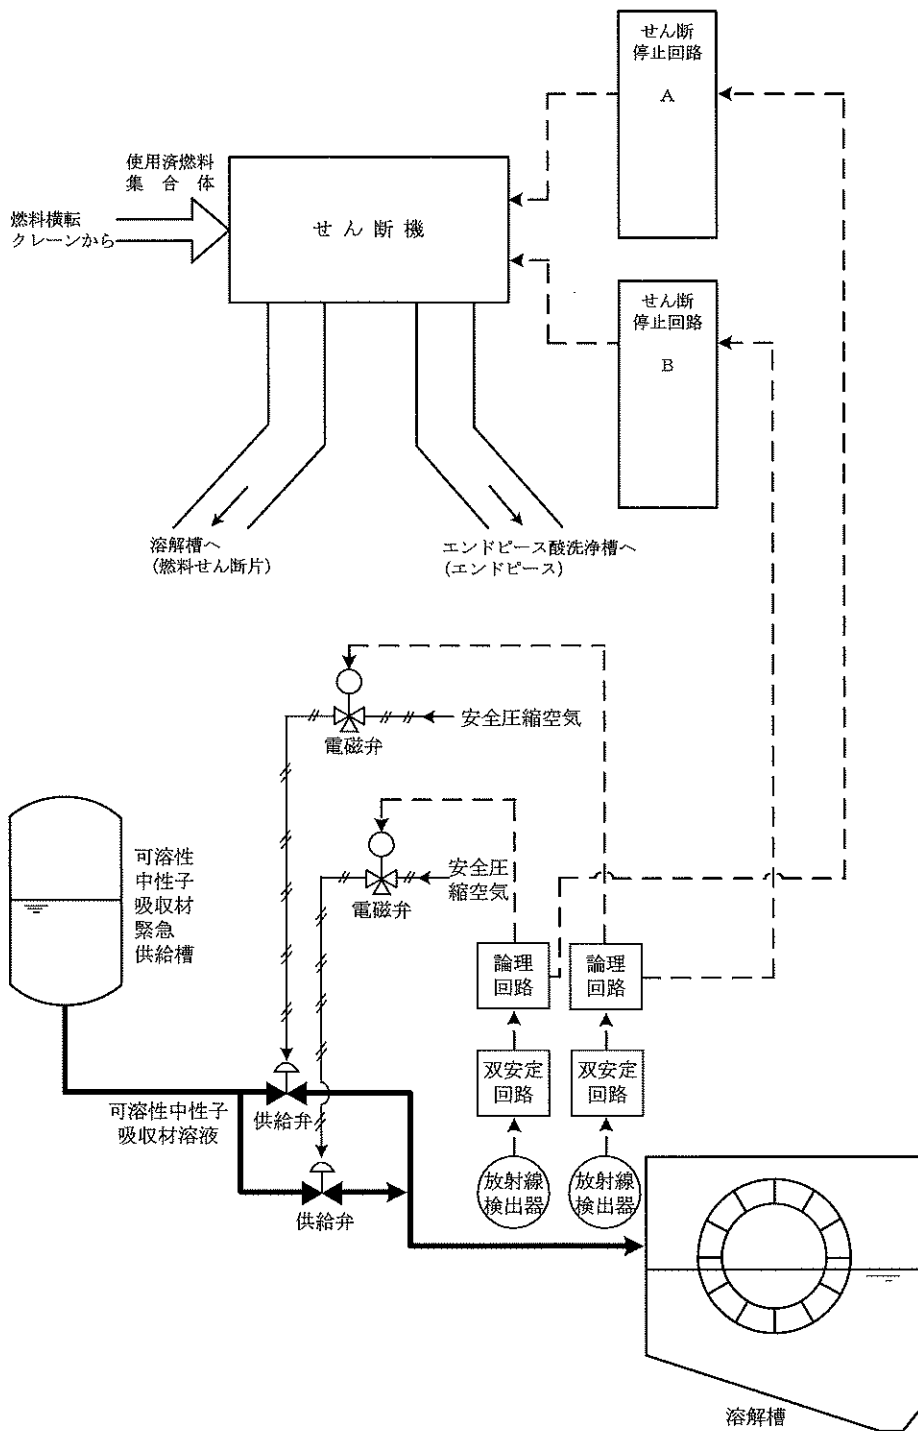 せん断
停止回路
A
使用済燃料
集合体
燃料横転
クレーンから
せん断機
せん断
停止回路
B
溶解槽へ
(燃料せん断片)
エンドピース酸洗浄槽へ
(エンドピース)
安全圧縮空気
電磁弁
安全圧
縮空気
電磁弁
可溶性
中性子
吸収材
緊急
供給槽
論理
回路
論理
回路
双安定
回路
双安定
回路
可溶性中性子
吸収材溶液
供給弁
放射線
検出器
放射線
検出器
供給弁
溶解槽